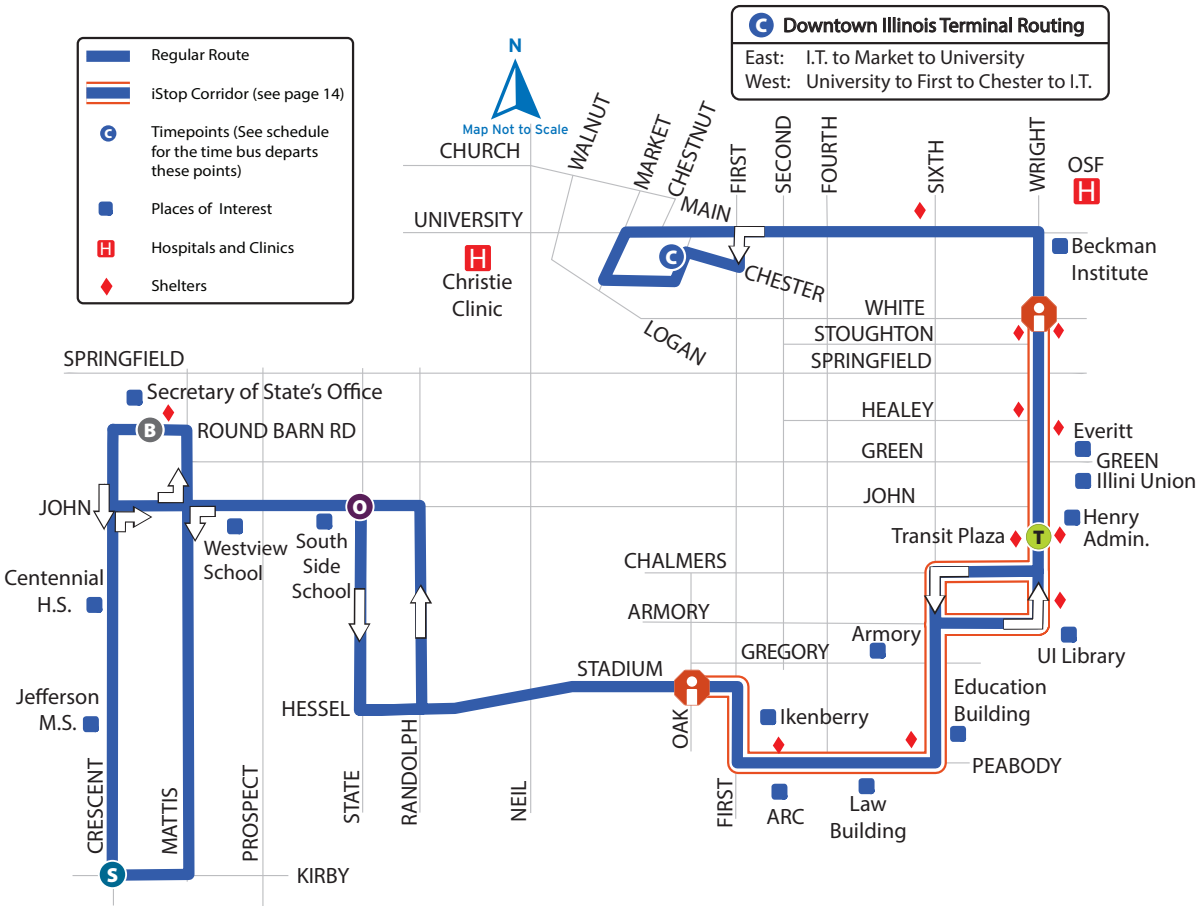 C Downtown Illinois Terminal Routing
East: I.T. to Market to University
West: University to First to Chester to I.T.
Regular Route
iStop Corridor (see page 14)
C
Timepoints (See schedule
for the time bus departs
these points)
Places of Interest
H
Hospitals and Clinics
Shelters
N
Map Not to Scale
WALNUT
MARKET
CHESTNUT
FIRST
SECOND
FOURTH
SIXTH
WRIGHT
OSF
H
CHURCH
MAIN
UNIVERSITY
H
Christie
Clinic
C
CHESTER
Beckman
Institute
LOGAN
WHITE
STOUGHTON
SPRINGFIELD
SPRINGFIELD
Secretary of State's Office
B
ROUND BARN RD
HEALEY
Everitt
GREEN
GREEN
Illini Union
JOHN
JOHN
O
Henry
Admin.
Transit Plaza
T
Westview
School
South
Side
School
CHALMERS
Centennial
H.S.
ARMORY
Armory
GREGORY
UI Library
STADIUM
Education
Building
Jefferson
M.S.
HESSEL
OAK
Ikenberry
PEABODY
CRESCENT
MATTIS
PROSPECT
STATE
RANDOLPH
NEIL
FIRST
ARC
Law
Building
S
KIRBY